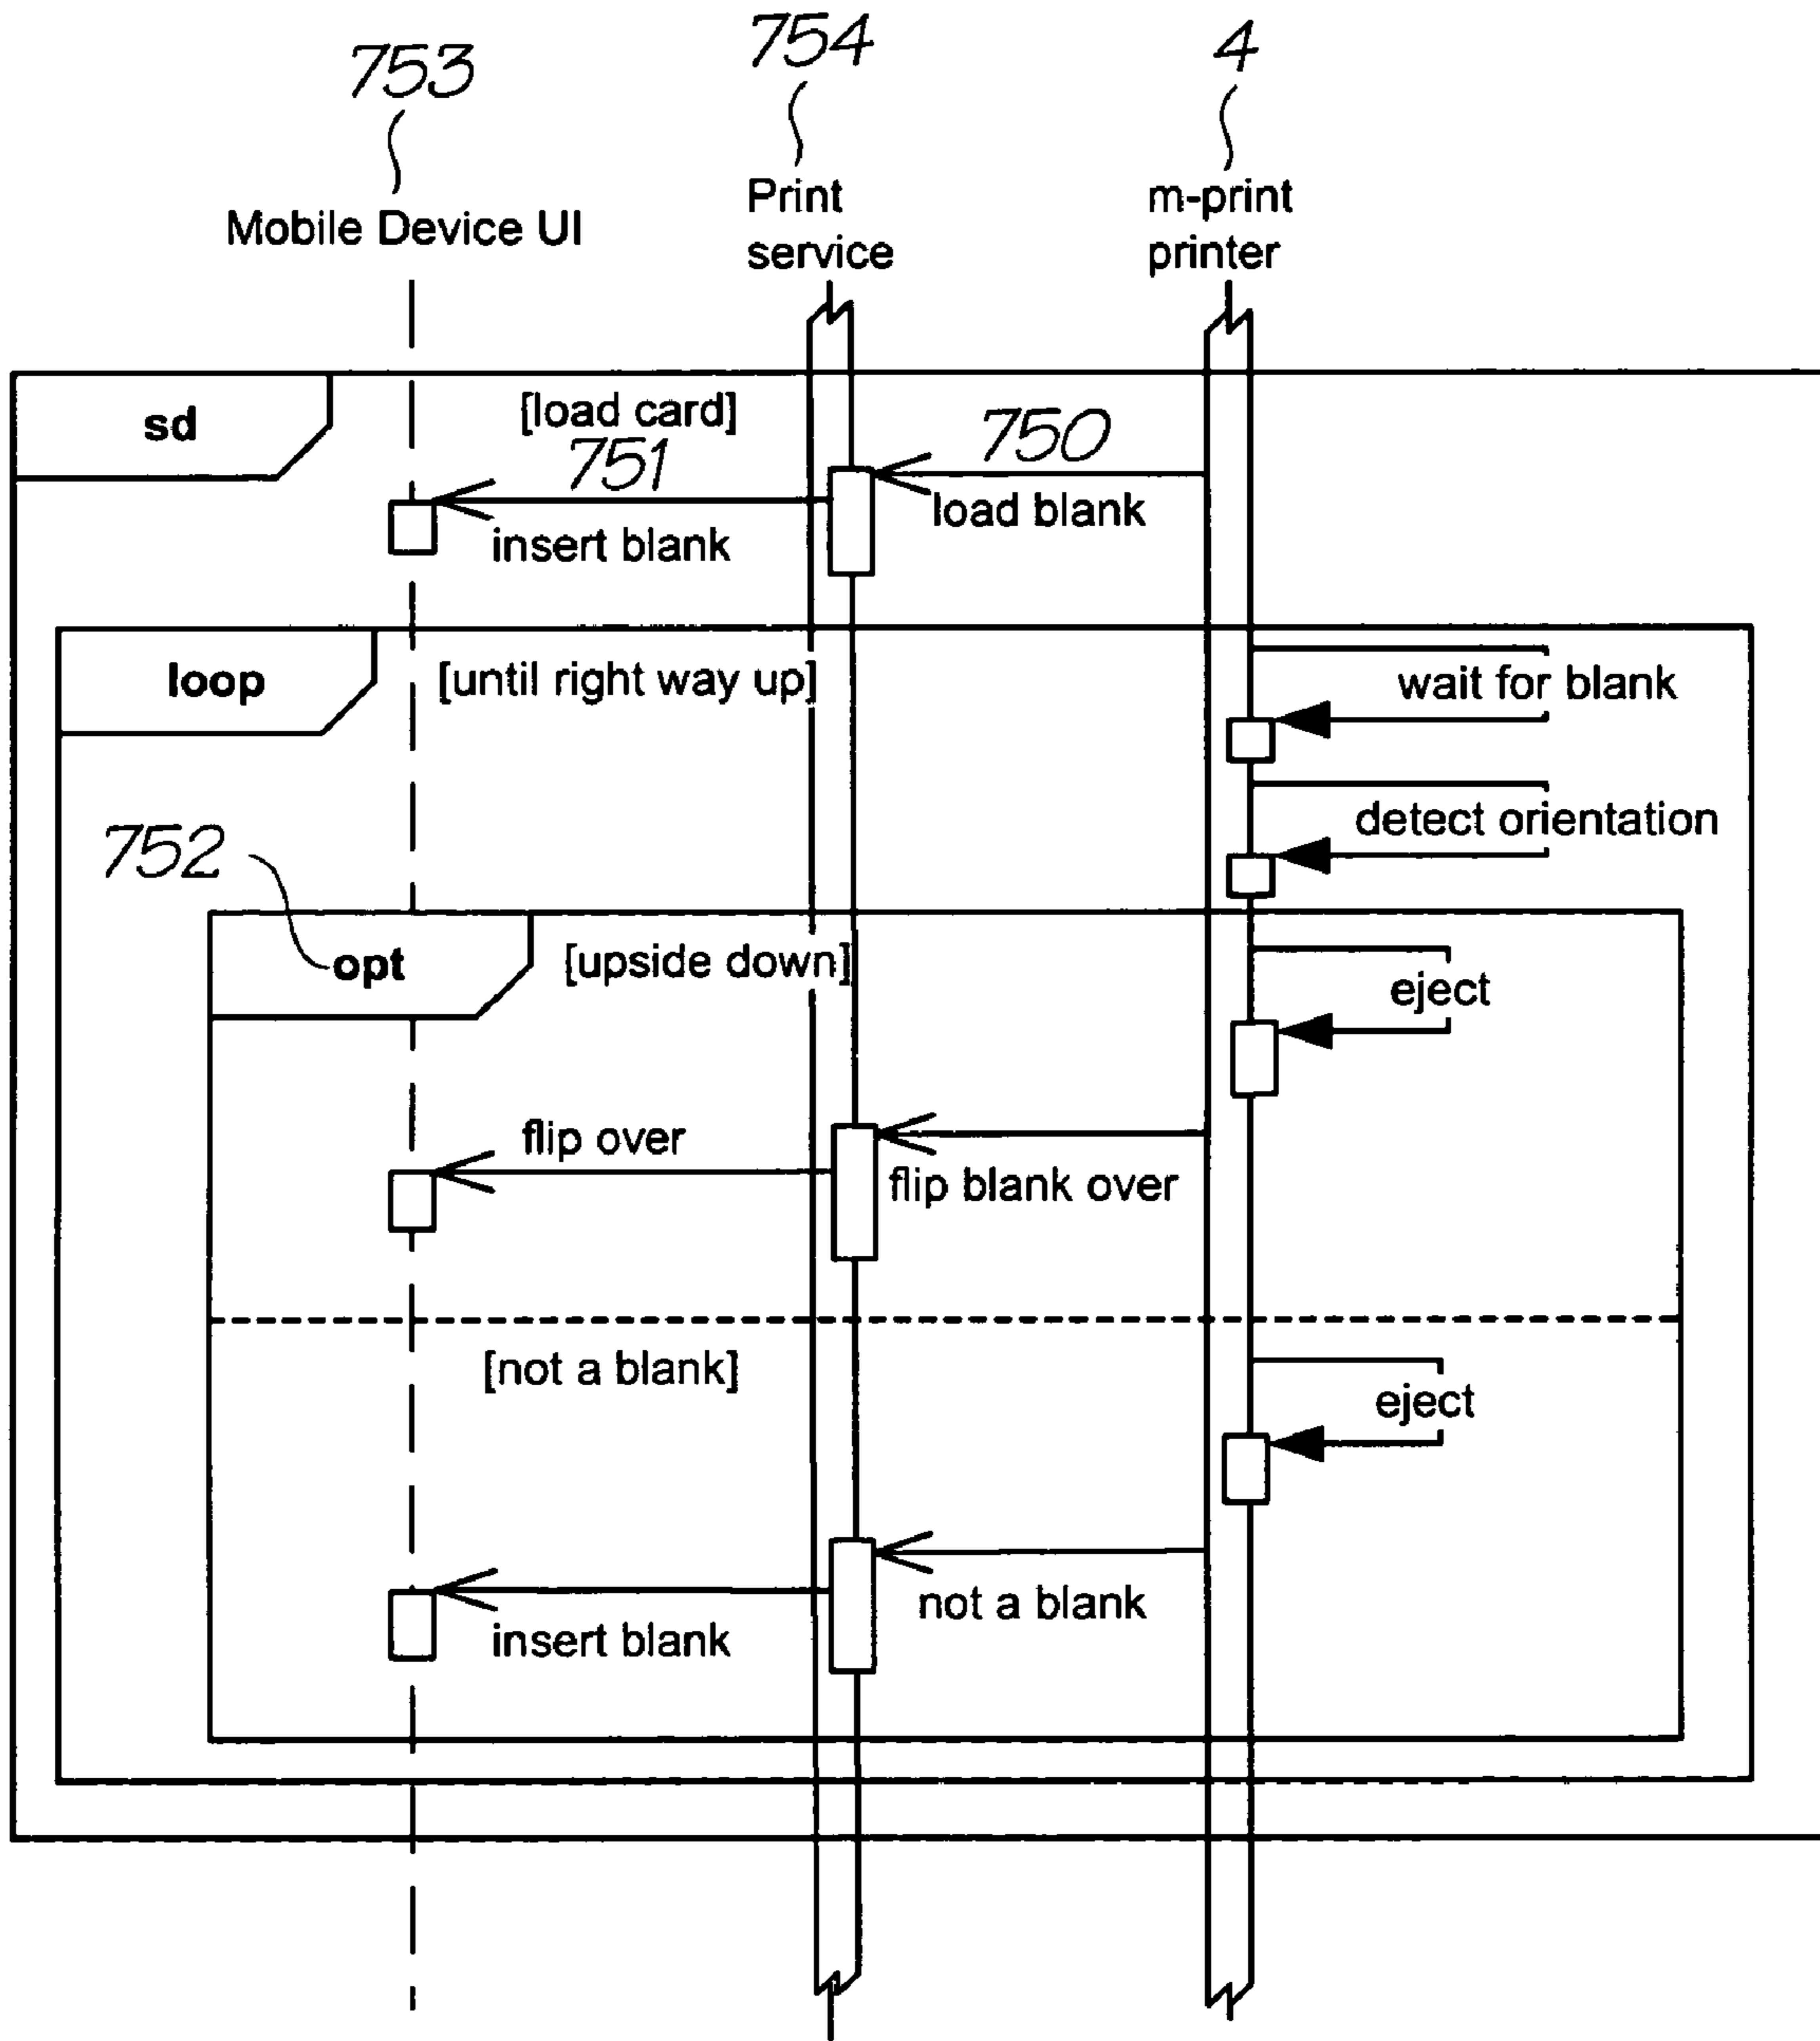 753
754
4
Mobile Device UI
Print
service
m-print
printer
sd
[load card]
750
751
load blank
insert blank
loop
[until right way up]
wait for blank
detect orientation
752
opt
[upside down]
eject
flip over
flip blank over
[not a blank]
eject
not a blank
insert blank